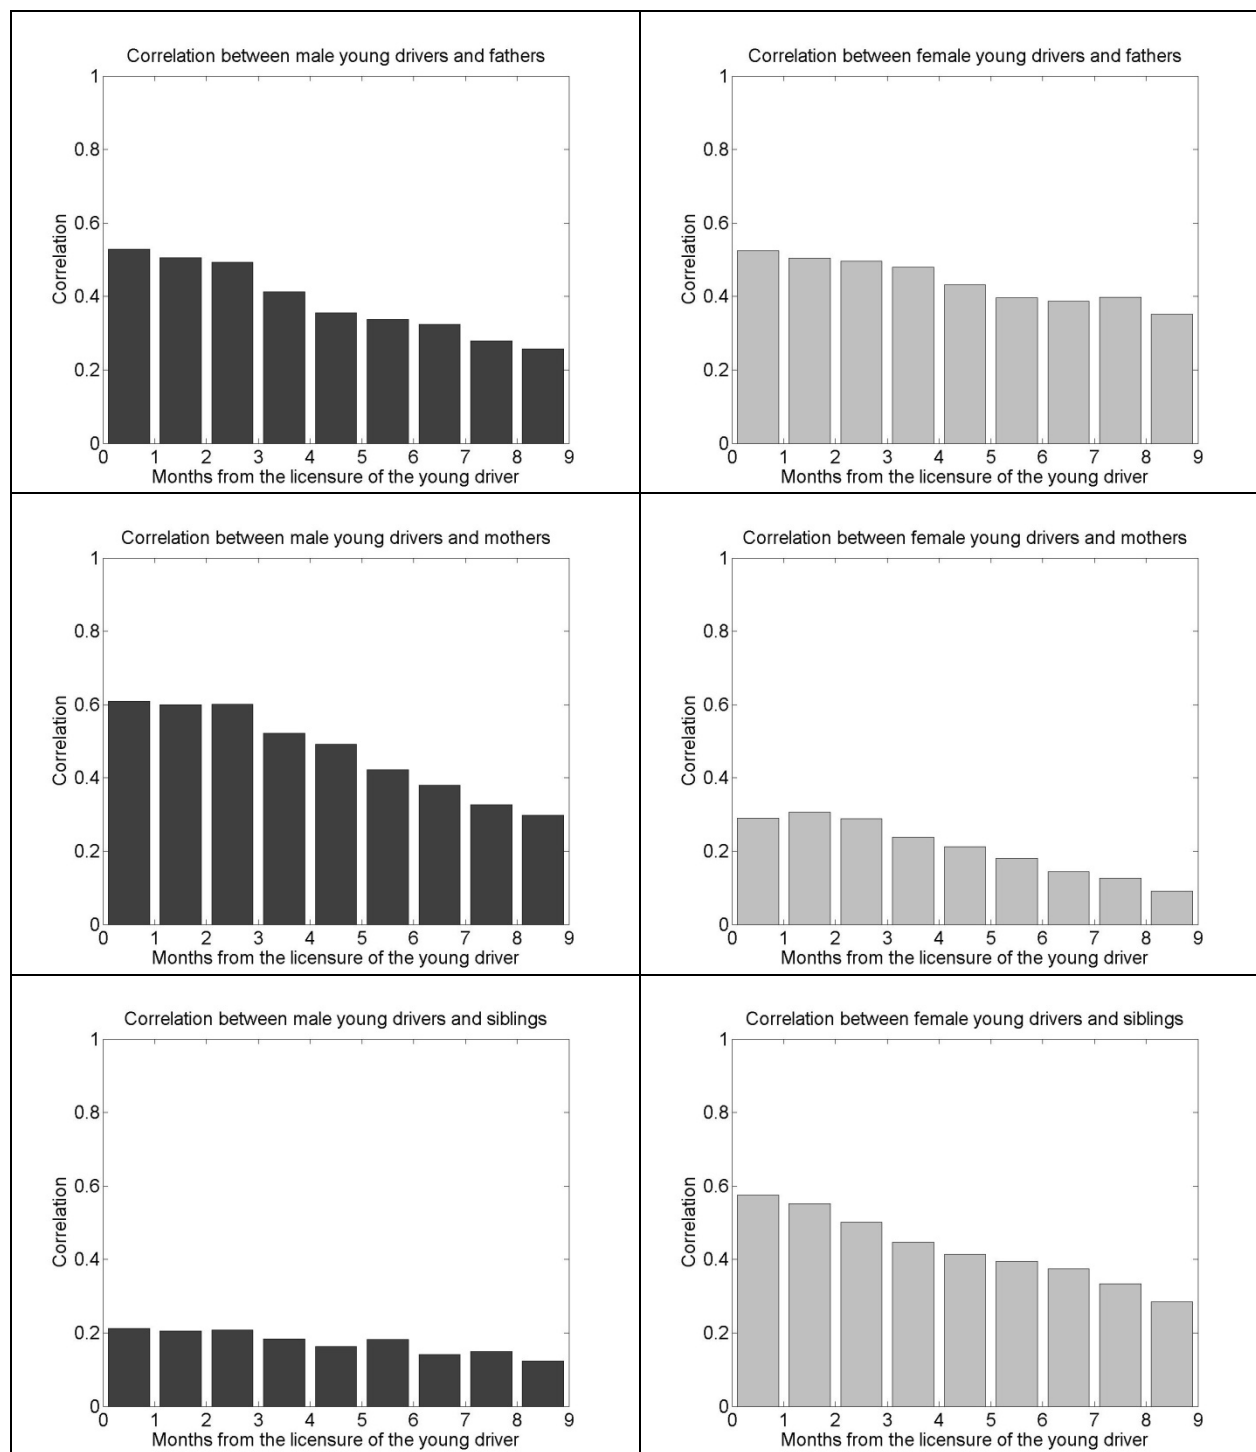 Correlation between male young drivers and fathers
1
0.8
0.6
0.4
0.2
0
Correlation
0 1 2 3 4 5 6 7 8 9
Months from the licensure of the young driver
Correlation between female young drivers and fathers
1
0.8
0.6
0.4
0.2
0
Correlation
0 1 2 3 4 5 6 7 8 9
Months from the licensure of the young driver
Correlation between male young drivers and mothers
1
0.8
0.6
0.4
0.2
0
Correlation
0 1 2 3 4 5 6 7 8 9
Months from the licensure of the young driver
Correlation between female young drivers and mothers
1
0.8
0.6
0.4
0.2
0
Correlation
0 1 2 3 4 5 6 7 8 9
Months from the licensure of the young driver
Correlation between male young drivers and siblings
1
0.8
0.6
0.4
0.2
0
Correlation
0 1 2 3 4 5 6 7 8 9
Months from the licensure of the young driver
Correlation between female young drivers and siblings
1
0.8
0.6
0.4
0.2
0
Correlation
0 1 2 3 4 5 6 7 8 9
Months from the licensure of the young driver